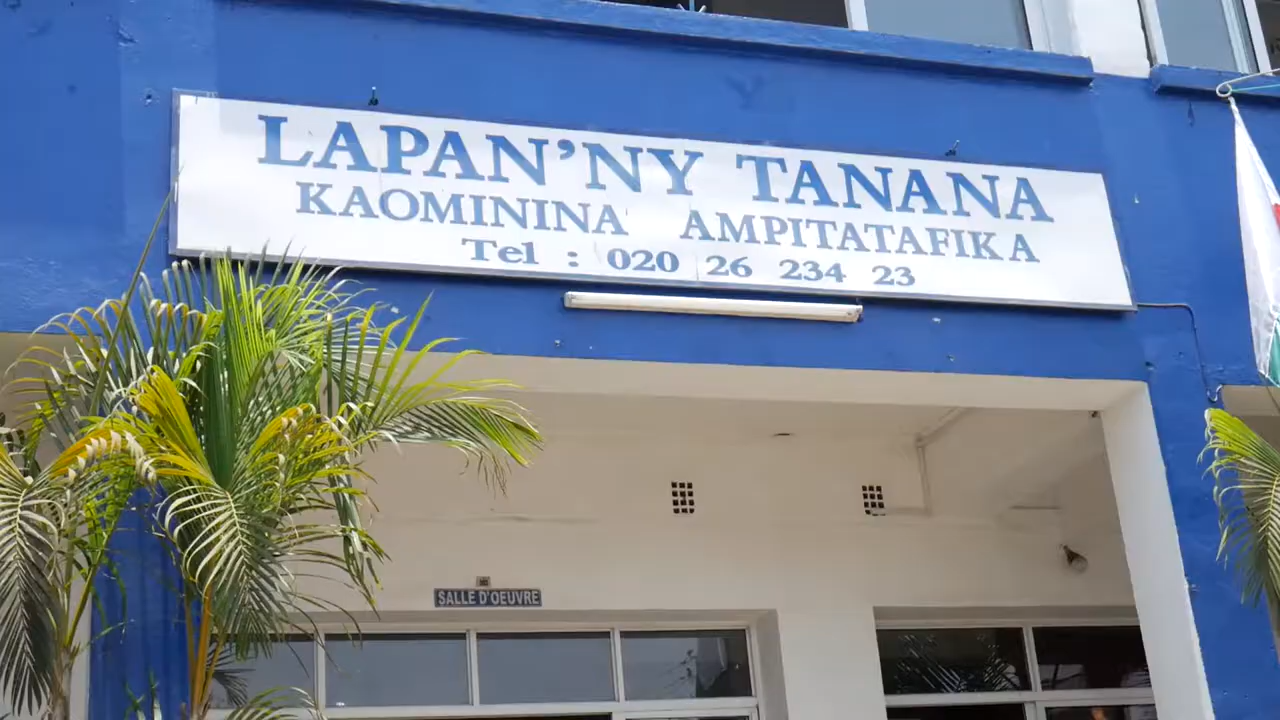 LAPAN'NY TANANA
KAOMININA AMPITATAFIKA
Tel : 020 26 234 23
SALLE D'OEUVRE